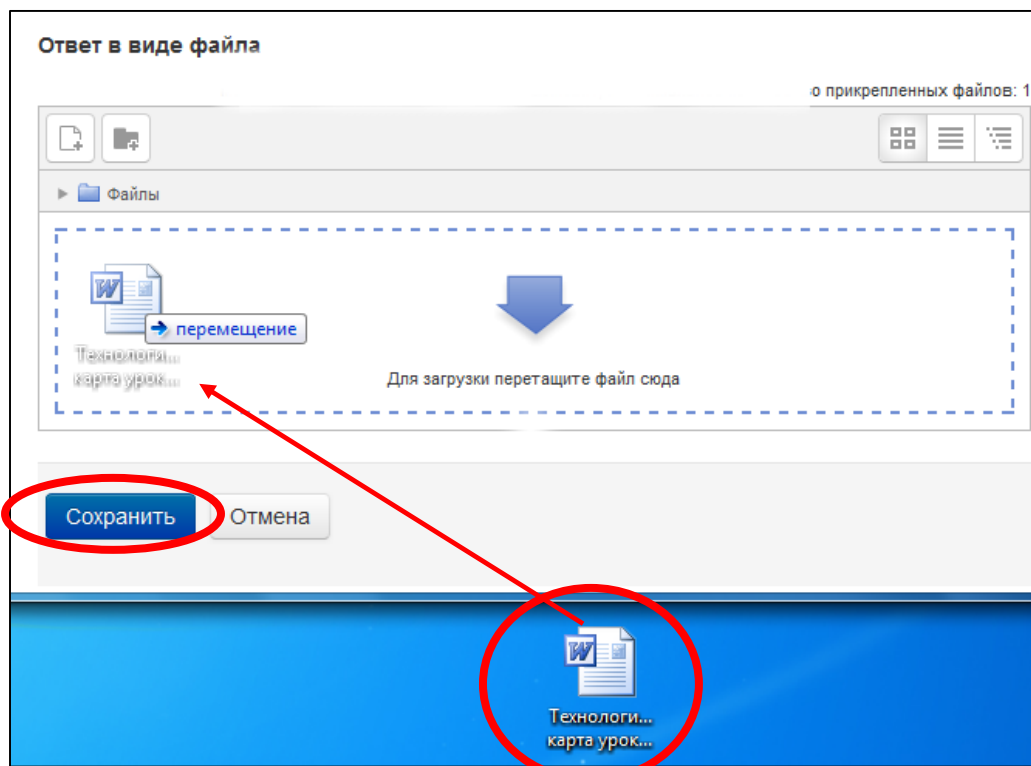 Ответ в виде файла
о прикрепленных файлов: 1
Файлы
перемещение
Технологи...
карта урок...
Для загрузки перетащите файл сюда
Сохранить
Отмена
Технологи...
карта урок...